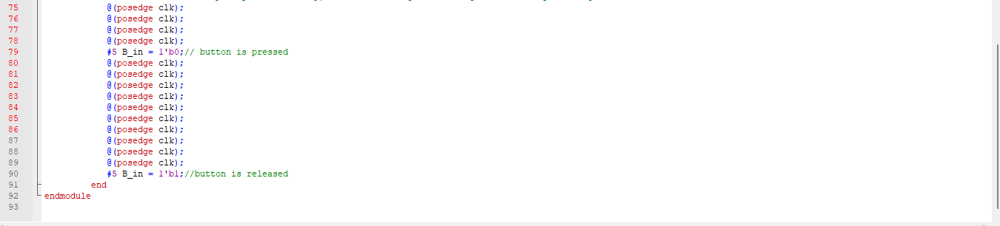 75 @(posedge clk);
76 @(posedge clk);
77 @(posedge clk);
78 @(posedge clk);
79 #5 B_in = 1'b0;// button is pressed
80 @(posedge clk);
81 @(posedge clk);
82 @(posedge clk);
83 @(posedge clk);
84 @(posedge clk);
85 @(posedge clk);
86 @(posedge clk);
87 @(posedge clk);
88 @(posedge clk);
89 @(posedge clk);
90 #5 B_in = 1'b1;//button is released
91 end
92 endmodule
93